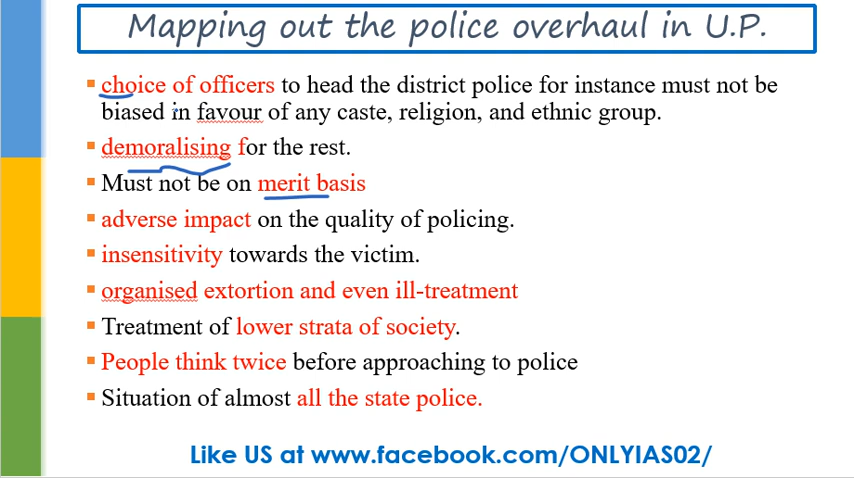 Mapping out the police overhaul in U.P.
choice of officers to head the district police for instance must not be
biased in favour of any caste, religion, and ethnic group.
demoralising for the rest.
Must not be on merit basis
adverse impact on the quality of policing.
insensitivity towards the victim.
organised extortion and even ill-treatment
Treatment of lower strata of society.
People think twice before approaching to police
Situation of almost all the state police.
Like US at www.facebook.com/ONLYIAS02/